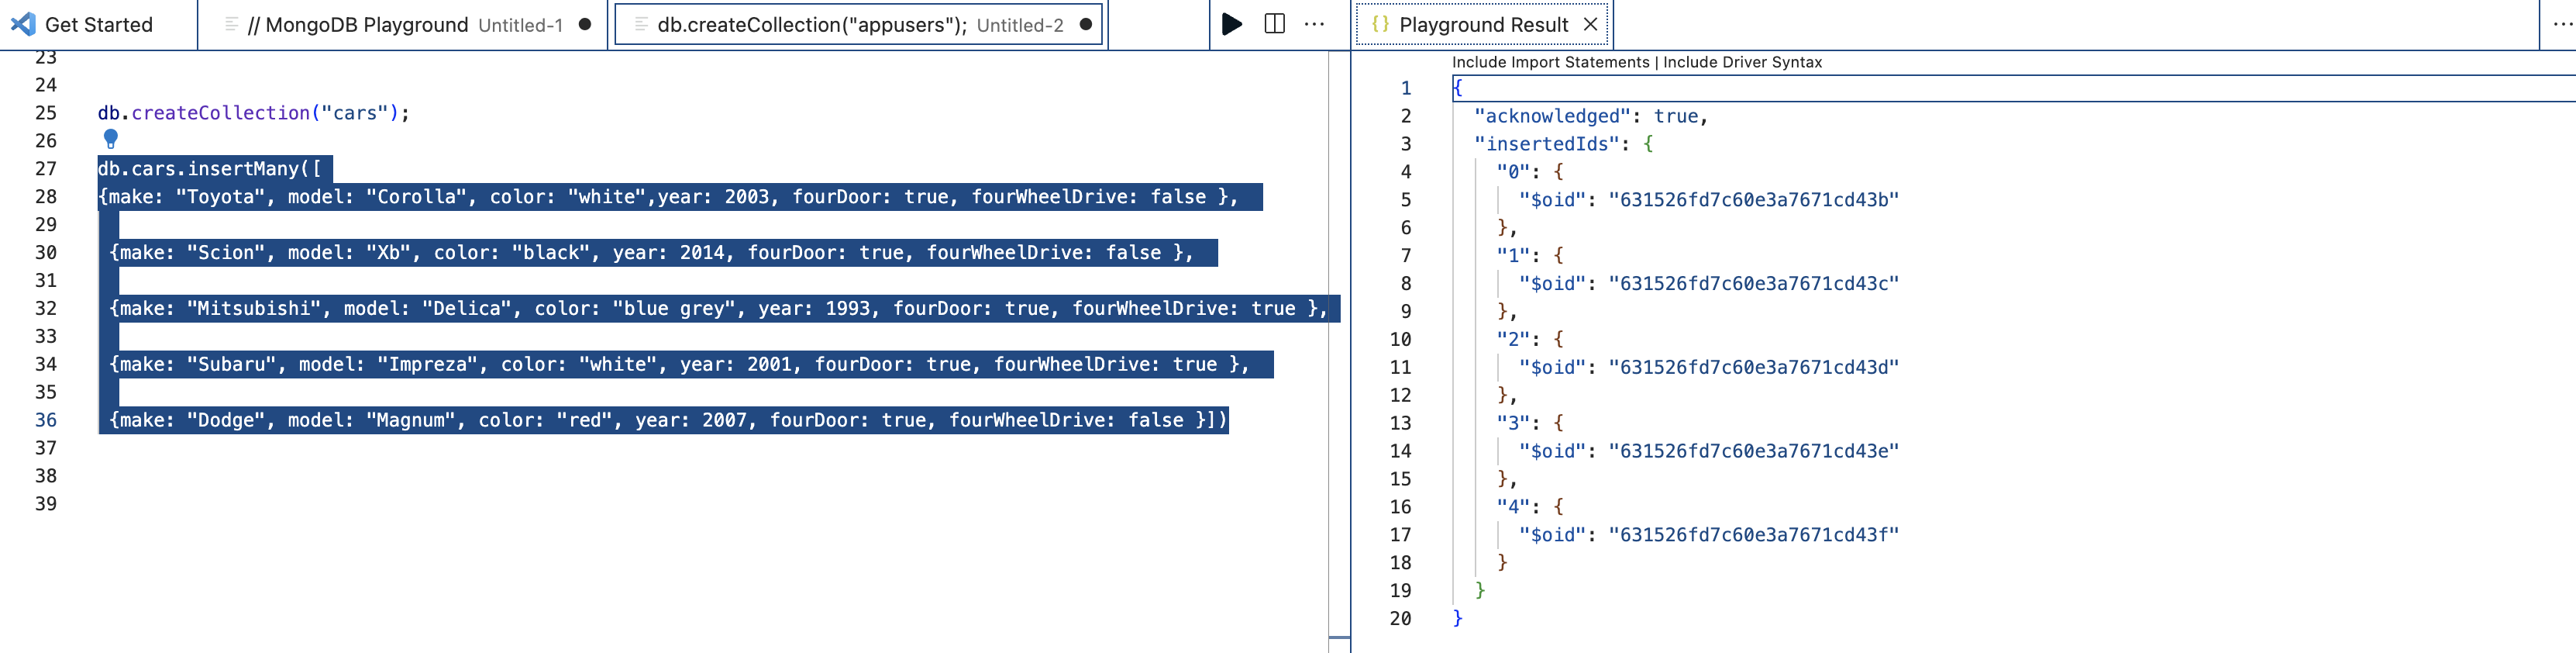 Get Started
// MongoDB Playground Untitled-1
db.createCollection("appusers"); Untitled-2
Playground Result
23
24
25 db.createCollection("cars");
26
27 db.cars.insertMany([
28 {make: "Toyota", model: "Corolla", color: "white",year: 2003, fourDoor: true, fourWheelDrive: false },
29
30 {make: "Scion", model: "Xb", color: "black", year: 2014, fourDoor: true, fourWheelDrive: false },
31
32 {make: "Mitsubishi", model: "Delica", color: "blue grey", year: 1993, fourDoor: true, fourWheelDrive: true },
33
34 {make: "Subaru", model: "Impreza", color: "white", year: 2001, fourDoor: true, fourWheelDrive: true },
35
36 {make: "Dodge", model: "Magnum", color: "red", year: 2007, fourDoor: true, fourWheelDrive: false }])
37
38
39
Include Import Statements | Include Driver Syntax
1 {
2 "acknowledged": true,
3 "insertedIds": {
4 "0": {
5 "$oid": "631526fd7c60e3a7671cd43b"
6 },
7 "1": {
8 "$oid": "631526fd7c60e3a7671cd43c"
9 },
10 "2": {
11 "$oid": "631526fd7c60e3a7671cd43d"
12 },
13 "3": {
14 "$oid": "631526fd7c60e3a7671cd43e"
15 },
16 "4": {
17 "$oid": "631526fd7c60e3a7671cd43f"
18 }
19 }
20 }